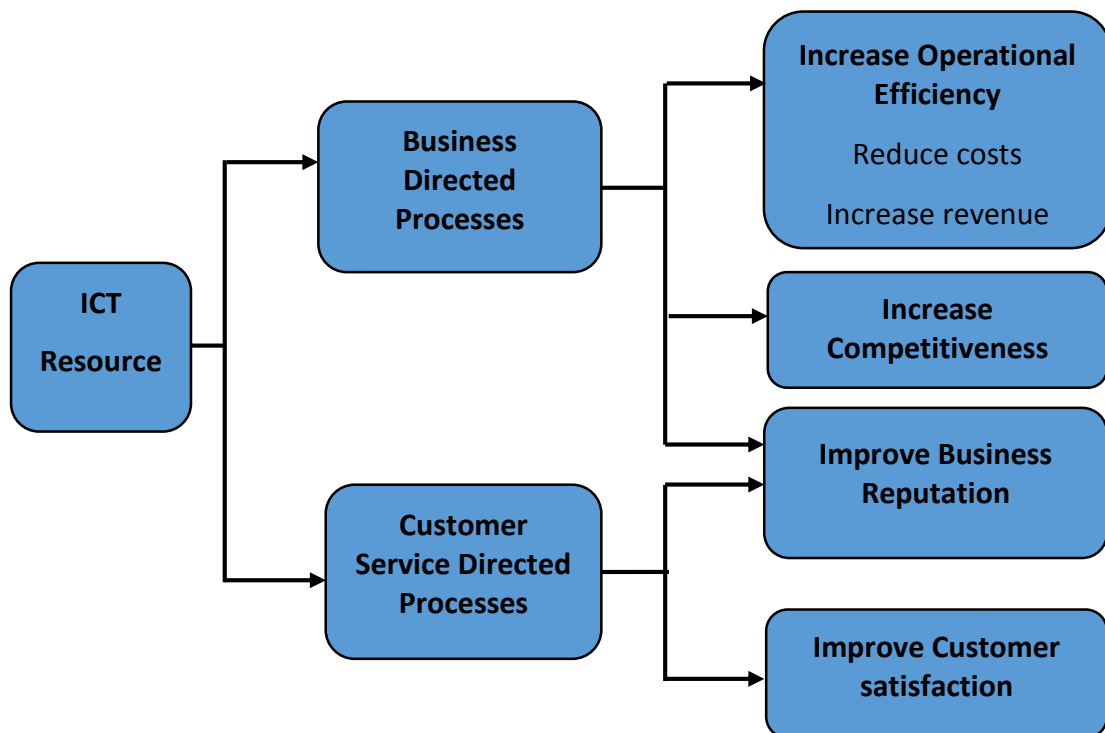 ICT
Resource
Business
Directed
Processes
Customer
Service Directed
Processes
Increase Operational
Efficiency
Reduce costs
Increase revenue
Increase
Competitiveness
Improve Business
Reputation
Improve Customer
satisfaction